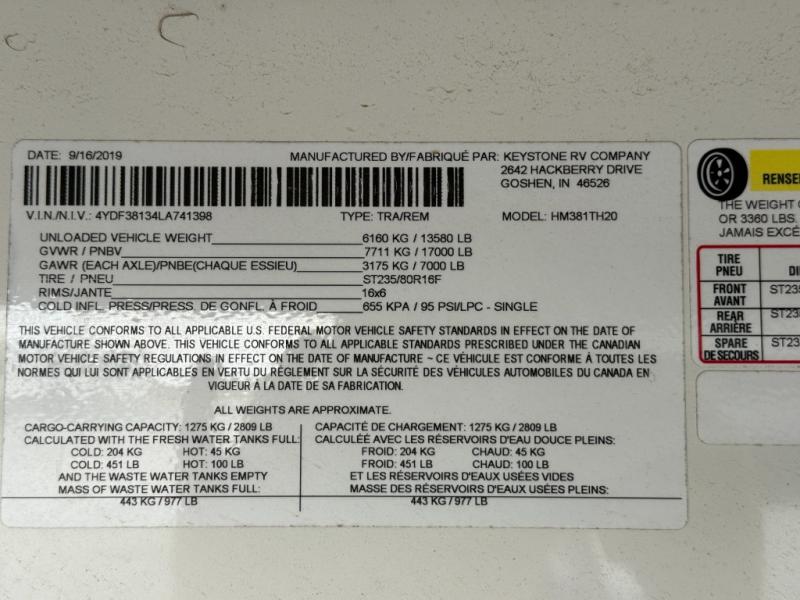 DATE: 9/16/2019
MANUFACTURED BY/FABRIQUÉ PAR: KEYSTONE RV COMPANY
2642 HACKBERRY DRIVE
GOSHEN, IN 46526
V.I.N./N.I.V.: 4YDF38134LA741398 TYPE: TRA/REM MODEL: HM381TH20
UNLOADED VEHICLE WEIGHT 6160 KG / 13580 LB
GVWR / PNBV 7711 KG / 17000 LB
GAWR (EACH AXLE)/PNBE(CHAQUE ESSIEU) 3175 KG / 7000 LB
TIRE / PNEU ST235/80R16F
RIMS/JANTE 16x6
COLD INFL. PRESS/PRESS DE GONFL. À FROID 655 KPA / 95 PSI/LPC - SINGLE
THIS VEHICLE CONFORMS TO ALL APPLICABLE U.S. FEDERAL MOTOR VEHICLE SAFETY STANDARDS IN EFFECT ON THE DATE OF
MANUFACTURE SHOWN ABOVE. THIS VEHICLE CONFORMS TO ALL APPLICABLE STANDARDS PRESCRIBED UNDER THE CANADIAN
MOTOR VEHICLE SAFETY REGULATIONS IN EFFECT ON THE DATE OF MANUFACTURE ~ CE VÉHICULE EST CONFORME À TOUTES LES
NORMES QUI LUI SONT APPLICABLES EN VERTU DU RÉGLEMENT SUR LA SÉCURITÉ DES VÉHICULES AUTOMOBILES DU CANADA EN
VIGUEUR À LA DATE DE SA FABRICATION.
ALL WEIGHTS ARE APPROXIMATE.
CARGO-CARRYING CAPACITY: 1275 KG / 2809 LB
CALCULATED WITH THE FRESH WATER TANKS FULL:
COLD: 204 KG HOT: 45 KG
COLD: 451 LB HOT: 100 LB
AND THE WASTE WATER TANKS EMPTY
MASS OF WASTE WATER TANKS FULL:
443 KG / 977 LB
CAPACITÉ DE CHARGEMENT: 1275 KG / 2809 LB
CALCULÉE AVEC LES RÉSERVOIRS D'EAU DOUCE PLEINS:
FROID: 204 KG CHAUD: 45 KG
FROID: 451 LB CHAUD: 100 LB
ET LES RÉSERVOIRS D'EAUX USÉES VIDES
MASSE DES RÉSERVOIRS D'EAUX USÉES PLEINS:
443 KG / 977 LB
RENSE
THE WEIGHT
OR 3360 LBS.
JAMAIS EXCÉ
TIRE
PNEU
DI
FRONT
AVANT
ST235
REAR
ARRIÈRE
ST23
SPARE
DE SECOURS
ST23